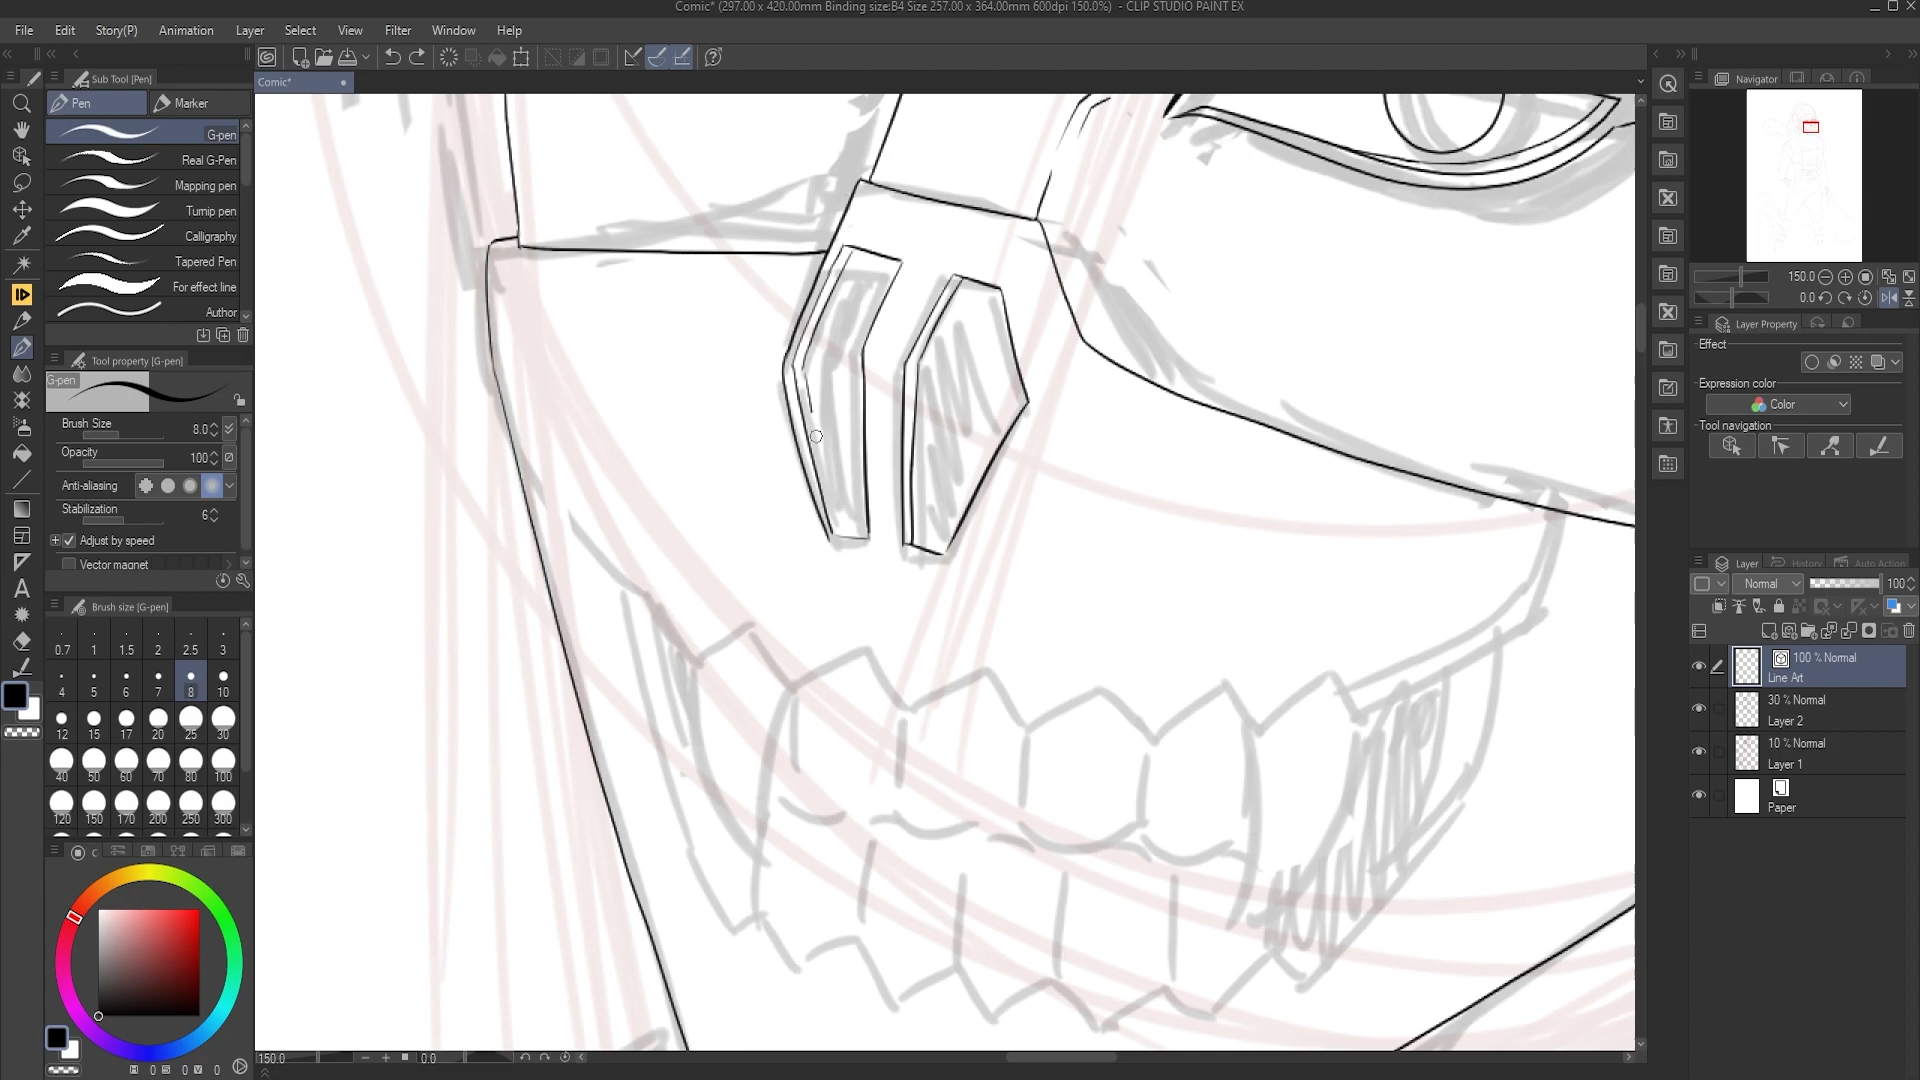 Comic* (297.00 x 420.00mm Binding size:B4 Size 257.00 x 364.00mm 600dpi 150.0%) - CLIP STUDIO PAINT EX
File Edit Story(P) Animation Layer Select View Filter Window Help
Sub Tool [Pen]
Pen Marker
G-pen
Real G-Pen
Mapping pen
Turnip pen
Calligraphy
Tapered Pen
For effect line
Author
Tool property [G-pen]
G-pen
Brush Size 8.0
Opacity 100
Anti-aliasing
Stabilization 6
Adjust by speed
Vector magnet
Brush size [G-pen]
0.7 1 1.5 2 2.5 3
4 5 6 7 8 10
12 15 17 20 25 30
40 50 60 70 80 100
120 150 170 200 250 300
H 0 S 0 V 0
Comic*
150.0 0.0
Navigator
150.0
0.0
Layer Property
Effect
Expression color
Color
Tool navigation
Layer History Auto Action
Normal 100
100 % Normal
Line Art
30 % Normal
Layer 2
10 % Normal
Layer 1
Paper